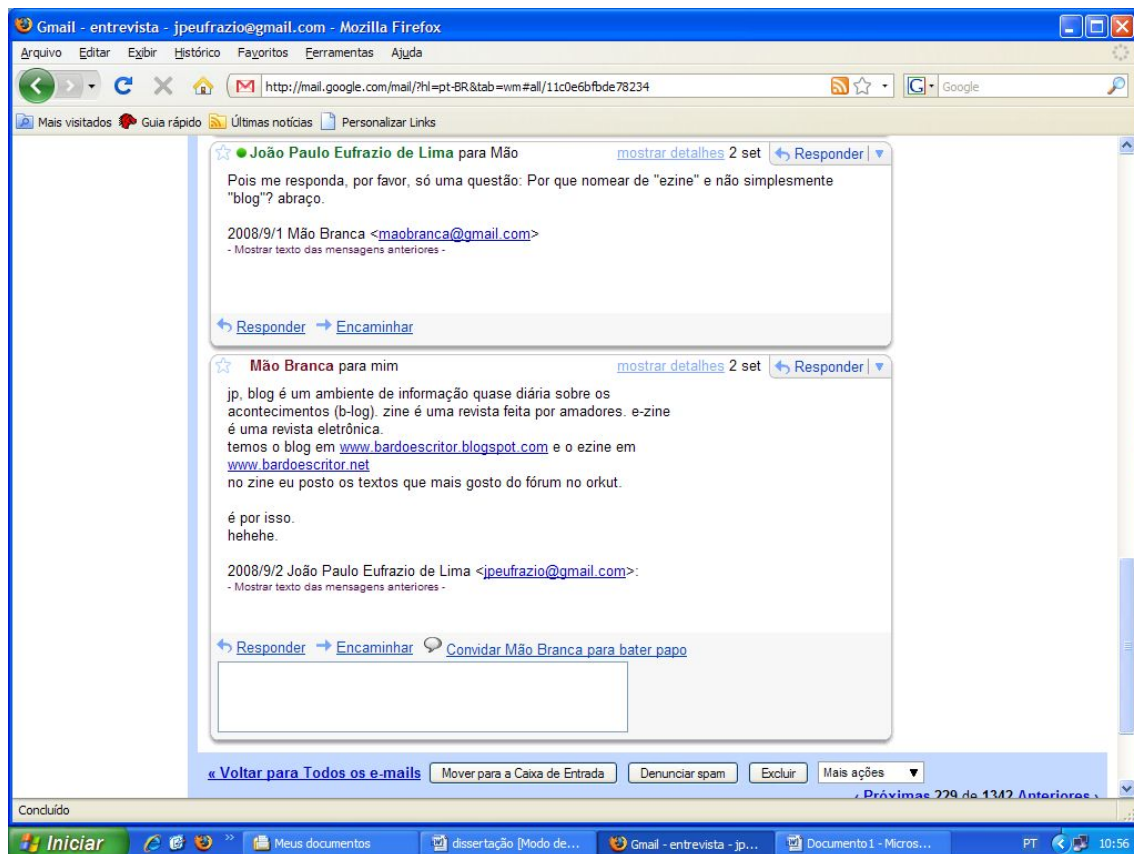 Gmail - entrevista - jpeufrazio@gmail.com - Mozilla Firefox
Arquivo Editar Exibir Histórico Favoritos Ferramentas Ajuda
http://mail.google.com/mail/?hl=pt-BR&tab=wm#all/11c0e6bfbde78234
G Google
Mais visitados Guia rápido Últimas notícias Personalizar Links
João Paulo Eufrazio de Lima para Mão mostrar detalhes 2 set Responder
Pois me responda, por favor, só uma questão: Por que nomear de "ezine" e não simplesmente
"blog"? abraço.
2008/9/1 Mão Branca <maobranca@gmail.com>
- Mostrar texto das mensagens anteriores -
Responder Encaminhar
Mão Branca para mim mostrar detalhes 2 set Responder
jp, blog é um ambiente de informação quase diária sobre os
acontecimentos (b-log). zine é uma revista feita por amadores. e-zine
é uma revista eletrônica.
temos o blog em www.bardoescritor.blogspot.com e o ezine em
www.bardoescritor.net
no zine eu posto os textos que mais gosto do fórum no orkut.
é por isso.
hehehe.
2008/9/2 João Paulo Eufrazio de Lima <jpeufrazio@gmail.com>:
- Mostrar texto das mensagens anteriores -
Responder Encaminhar Convidar Mão Branca para bater papo
« Voltar para Todos os e-mails Mover para a Caixa de Entrada Denunciar spam Excluir Mais ações
‹ Próximas 229 de 1342 Anteriores ›
Concluído
Iniciar » Meus documentos dissertação [Modo de... Gmail - entrevista - jp... Documento1 - Micros... PT 10:56